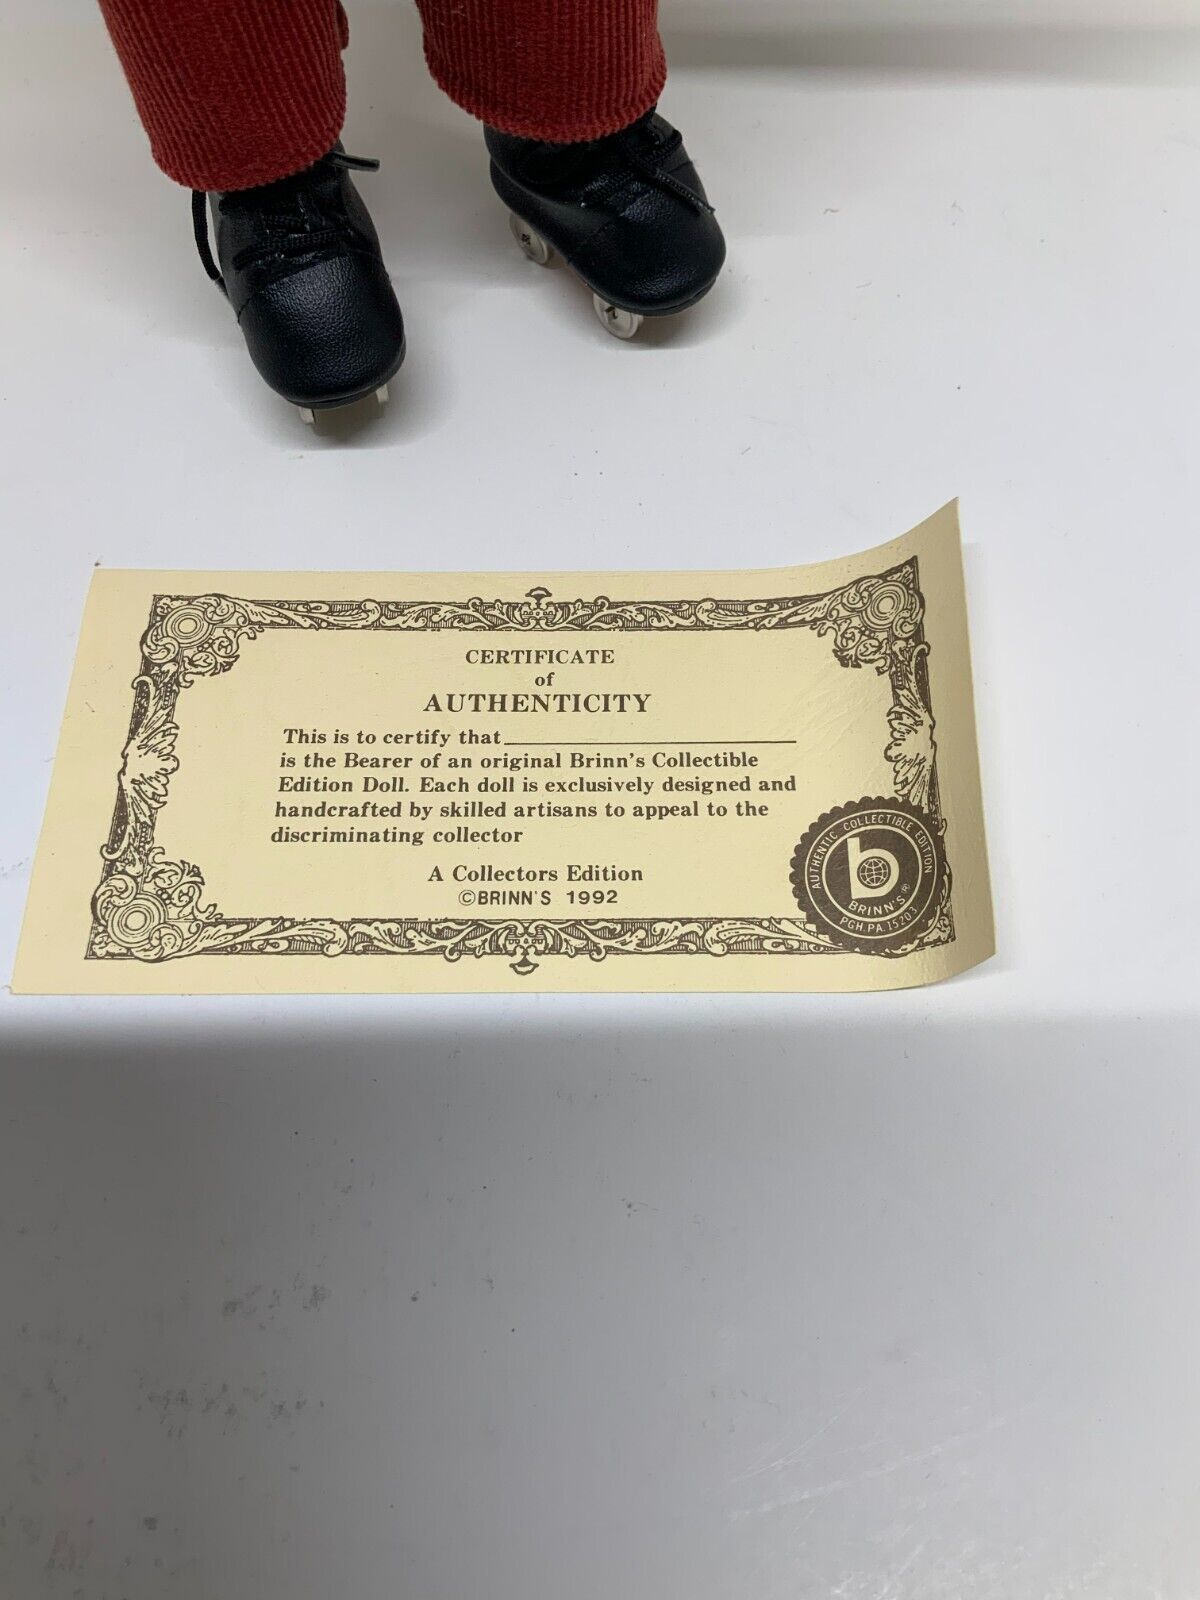 CERTIFICATE
of
AUTHENTICITY
This is to certify that
is the Bearer of an original Brinn's Collectible
Edition Doll. Each doll is exclusively designed and
handcrafted by skilled artisans to appeal to the
discriminating collector
A Collectors Edition
©BRINN'S 1992
AUTHENTIC COLLECTIBLE EDITION
b
BRINN'S®
PGH.PA.15203